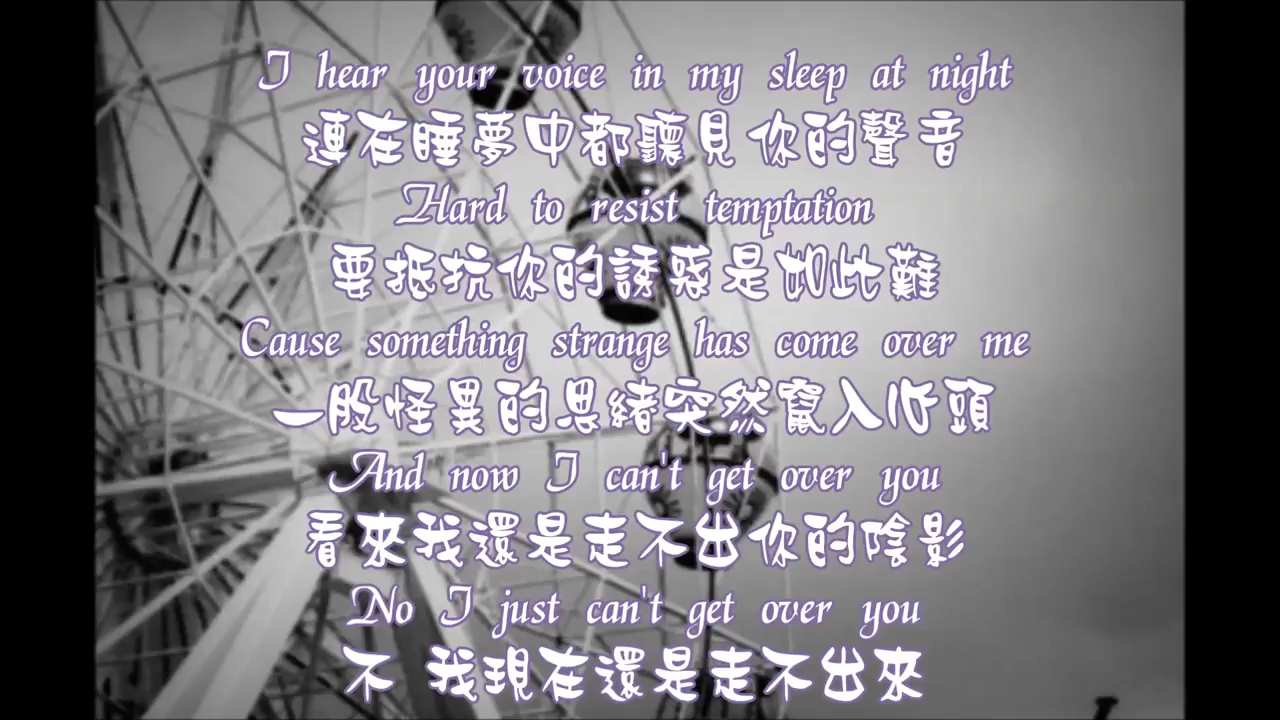 I hear your voice in my sleep at night
連在睡夢中都聽見你的聲音
Hard to resist temptation
要抵抗你的誘惑是如此難
Cause something strange has come over me
一股怪異的思緒突然竄入心頭
And now I can't get over you
看來我還是走不出你的陰影
No I just can't get over you
不 我現在還是走不出來